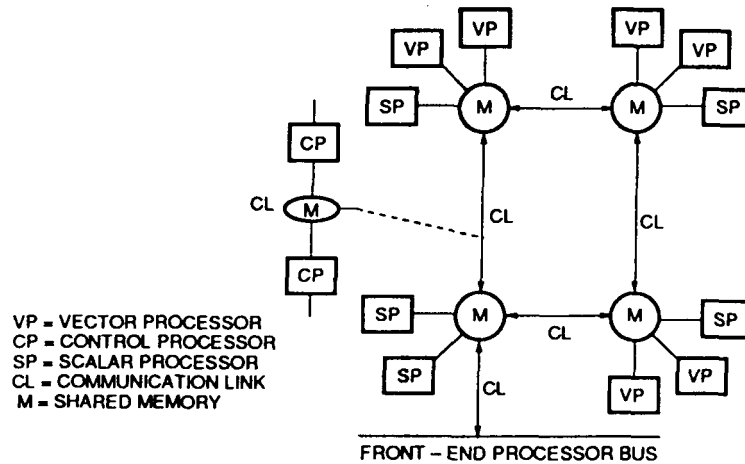 VP
VP
VP
VP
SP
M
CL
M
SP
CP
CL
M
CL
CL
CP
SP
M
CL
M
SP
SP
CL
VP
VP
VP = VECTOR PROCESSOR
CP = CONTROL PROCESSOR
SP = SCALAR PROCESSOR
CL = COMMUNICATION LINK
M = SHARED MEMORY
FRONT – END PROCESSOR BUS